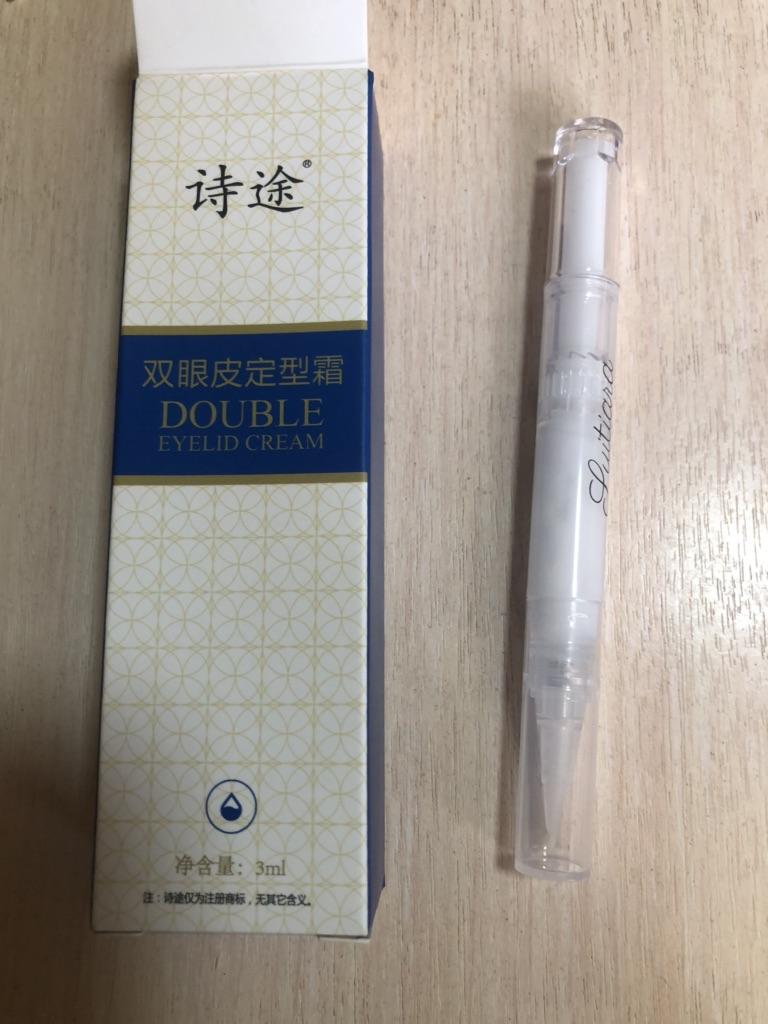 诗途®
双眼皮定型霜
DOUBLE
EYELID CREAM
净含量：3ml
注：诗途仅为注册商标，无其它含义。